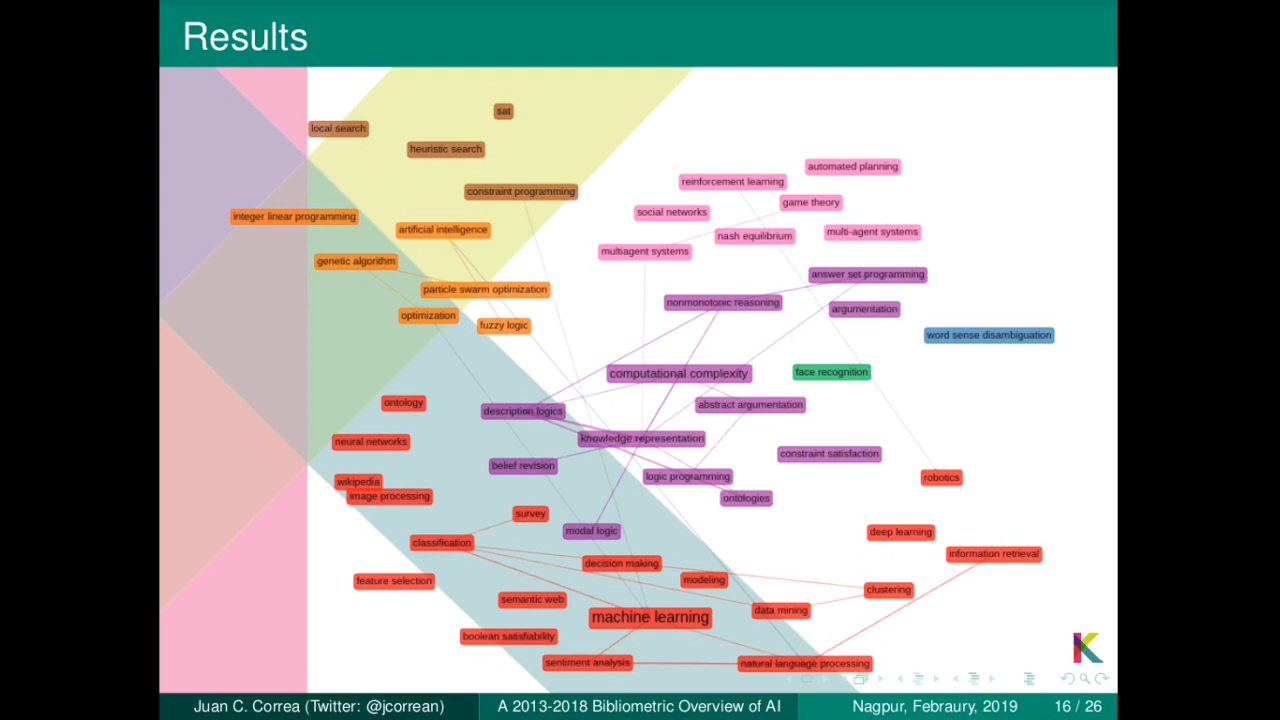 Results
sat
local search
heuristic search
automated planning
reinforcement learning
constraint programming
game theory
social networks
integer linear programming
artificial intelligence
nash equilibrium
multi-agent systems
multiagent systems
genetic algorithm
answer set programming
particle swarm optimization
nonmonotonic reasoning
argumentation
optimization
fuzzy logic
word sense disambiguation
computational complexity
face recognition
ontology
abstract argumentation
description logics
neural networks
knowledge representation
constraint satisfaction
belief revision
logic programming
robotics
wikipedia
image processing
ontologies
survey
modal logic
deep learning
classification
information retrieval
decision making
feature selection
modeling
clustering
semantic web
data mining
machine learning
boolean satisfiability
sentiment analysis
natural language processing
K
Juan C. Correa (Twitter: @jcorrean)
A 2013-2018 Bibliometric Overview of AI
Nagpur, Febraury, 2019
16 / 26